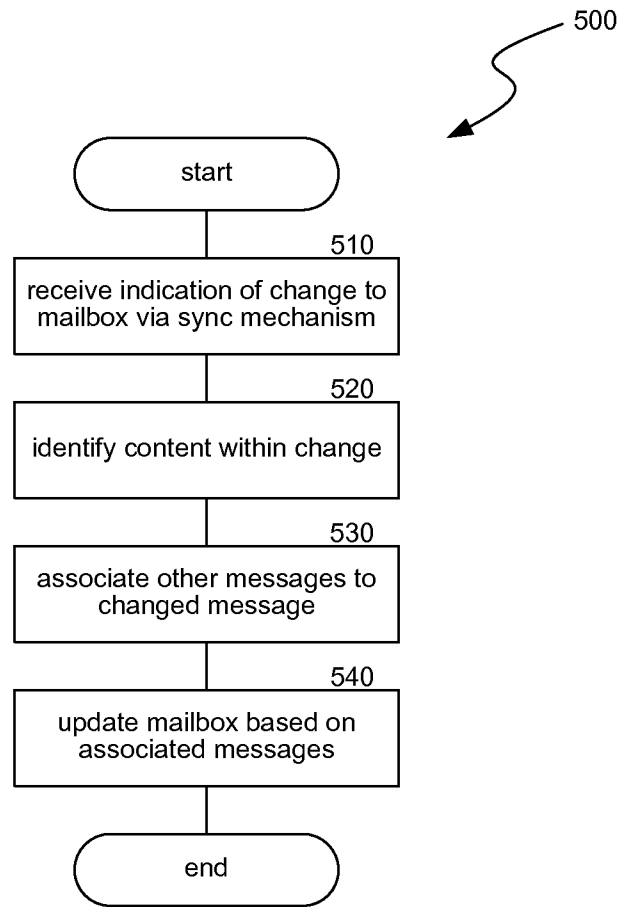 500
start
510
receive indication of change to
mailbox via sync mechanism
520
identify content within change
530
associate other messages to
changed message
540
update mailbox based on
associated messages
end